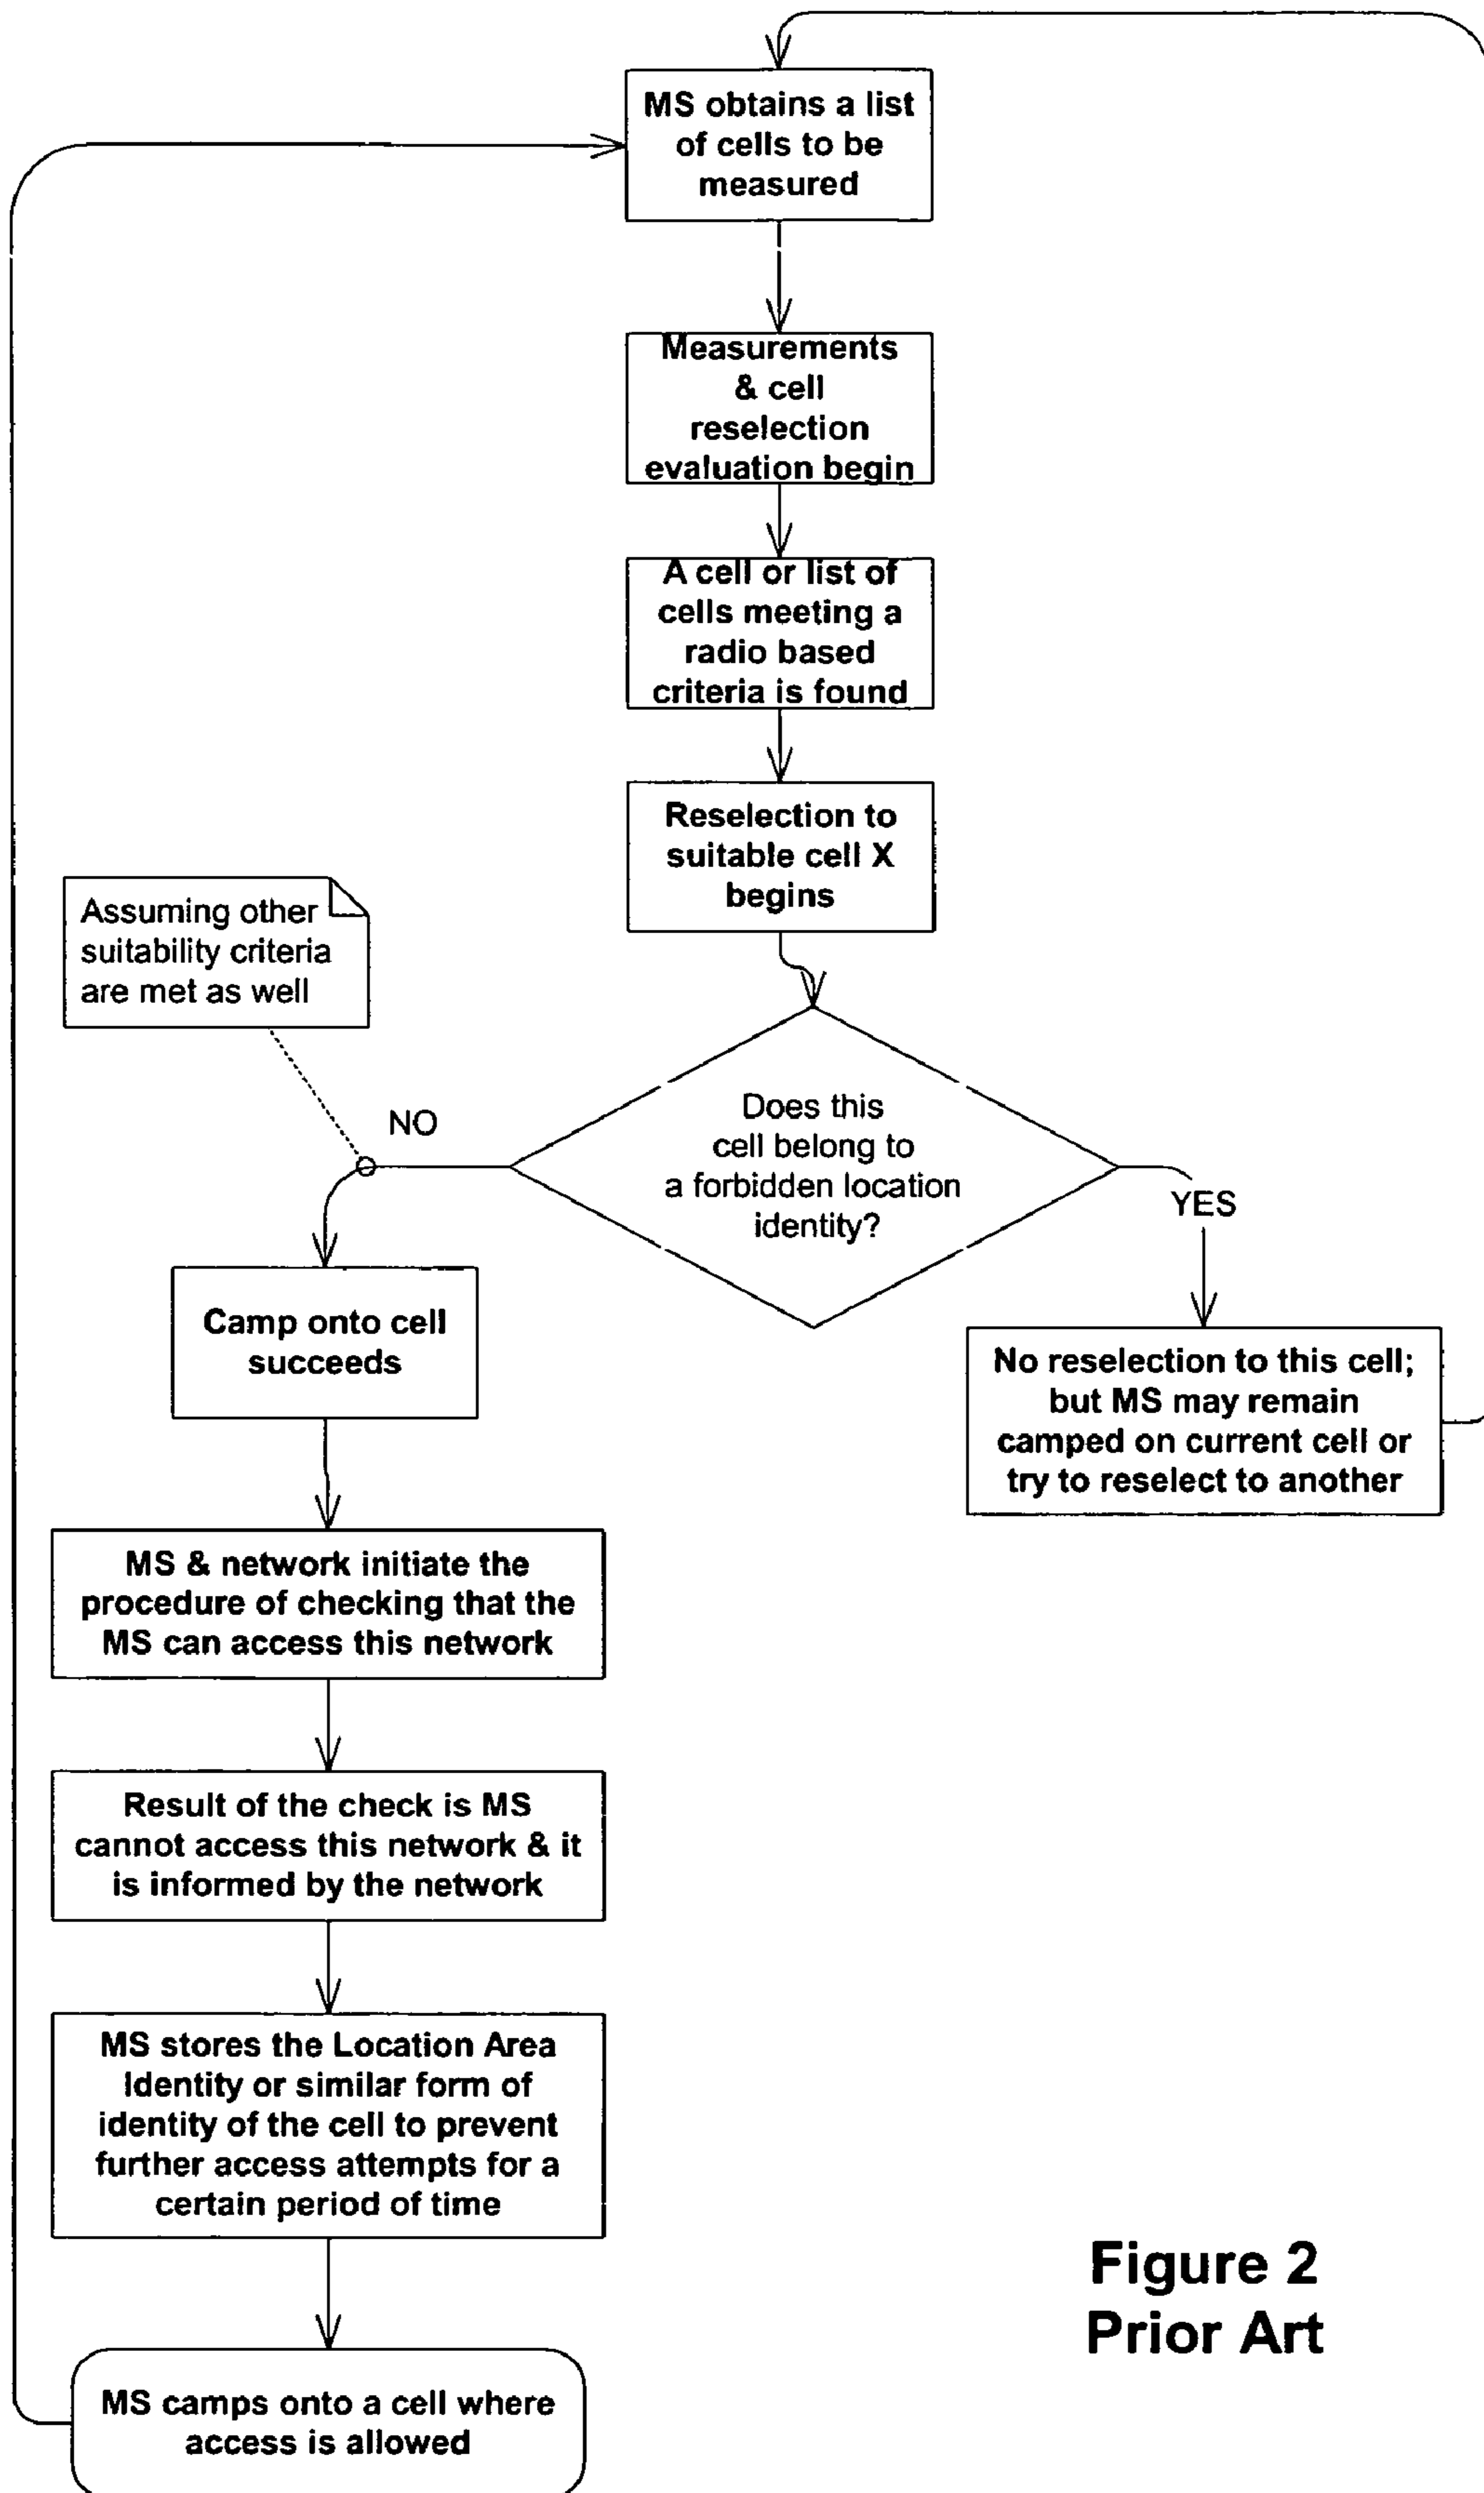 MS obtains a list
of cells to be
measured
Measurements
& cell
reselection
evaluation begin
A cell or list of
cells meeting a
radio based
criteria is found
Reselection to
suitable cell X
begins
Assuming other
suitability criteria
are met as well
NO
Does this
cell belong to
a forbidden location
identity?
YES
Camp onto cell
succeeds
No reselection to this cell;
but MS may remain
camped on current cell or
try to reselect to another
MS & network initiate the
procedure of checking that the
MS can access this network
Result of the check is MS
cannot access this network & it
is informed by the network
MS stores the Location Area
Identity or similar form of
identity of the cell to prevent
further access attempts for a
certain period of time
MS camps onto a cell where
access is allowed
Figure 2
Prior Art